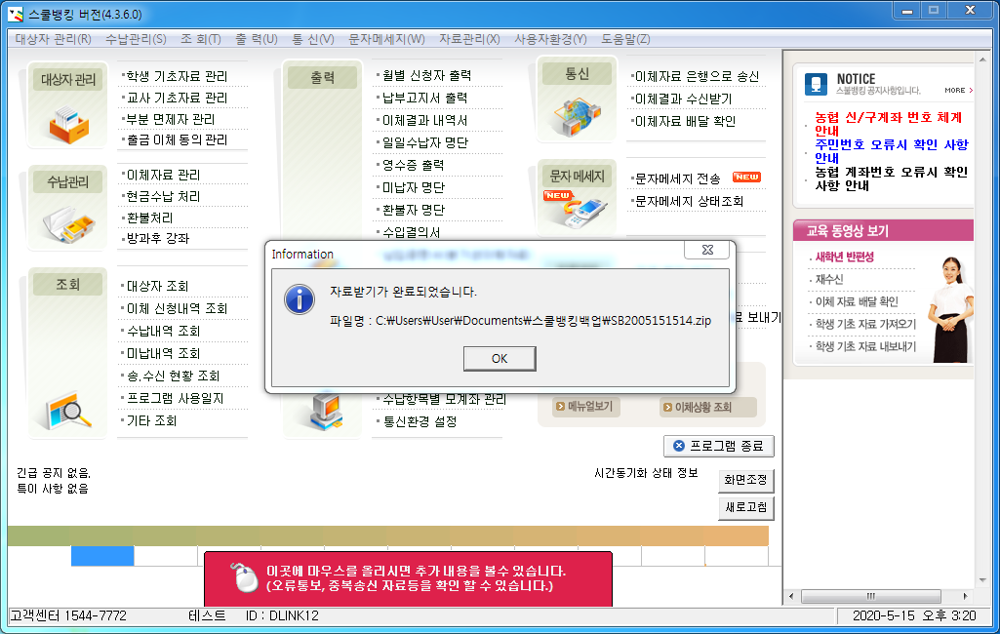 스쿨뱅킹 버전(4.3.6.0)
대상자 관리(R) 수납관리(S) 조 회(T) 출 력(U) 통 신(V) 문자메세지(W) 자료관리(X) 사용자환경(Y) 도움말(Z)
대상자 관리
학생 기초자료 관리
교사 기초자료 관리
부분 면제자 관리
출금 이체 동의 관리
수납관리
이체자료 관리
현금수납 처리
환불처리
방과후 강좌
조 회
대상자 조회
이체 신청내역 조회
수납내역 조회
미납내역 조회
송.수신 현황 조회
프로그램 사용일지
기타 조회
출력
월별 신청자 출력
납부고지서 출력
이체결과 내역서
일일수납자 명단
영수증 출력
미납자 명단
환불자 명단
수입결의서
수납항목별 모계좌 관리
통신환경 설정
통신
이체자료 은행으로 송신
이체결과 수신받기
이체자료 배달 확인
문자 메세지
NEW
문자메세지 전송 NEW
문자메세지 상태조회
료 보내기
메뉴얼보기
이체상황 조회
프로그램 종료
Information
자료받기가 완료되었습니다.
파일명 : C:\Users\User\Documents\스쿨뱅킹백업\SB2005151514.zip
OK
NOTICE
스쿨뱅킹 공지사항입니다.
MORE
농협 신/구계좌 번호 체계
안내
주민번호 오류시 확인 사항
안내
농협 계좌번호 오류시 확인
사항 안내
교육 동영상 보기
새학년 반편성
재수신
이체 자료 배달 확인
학생 기초 자료 가져오기
학생 기초 자료 내보내기
긴급 공지 없음.
특이 사항 없음
시간동기화 상태 정보
화면조정
새로고침
이곳에 마우스를 올리시면 추가 내용을 볼수 있습니다.
(오류통보, 중복송신 자료등을 확인 할 수 있습니다.)
고객센터 1544-7772 테스트 ID : DLINK12 2020-5-15 오후 3:20